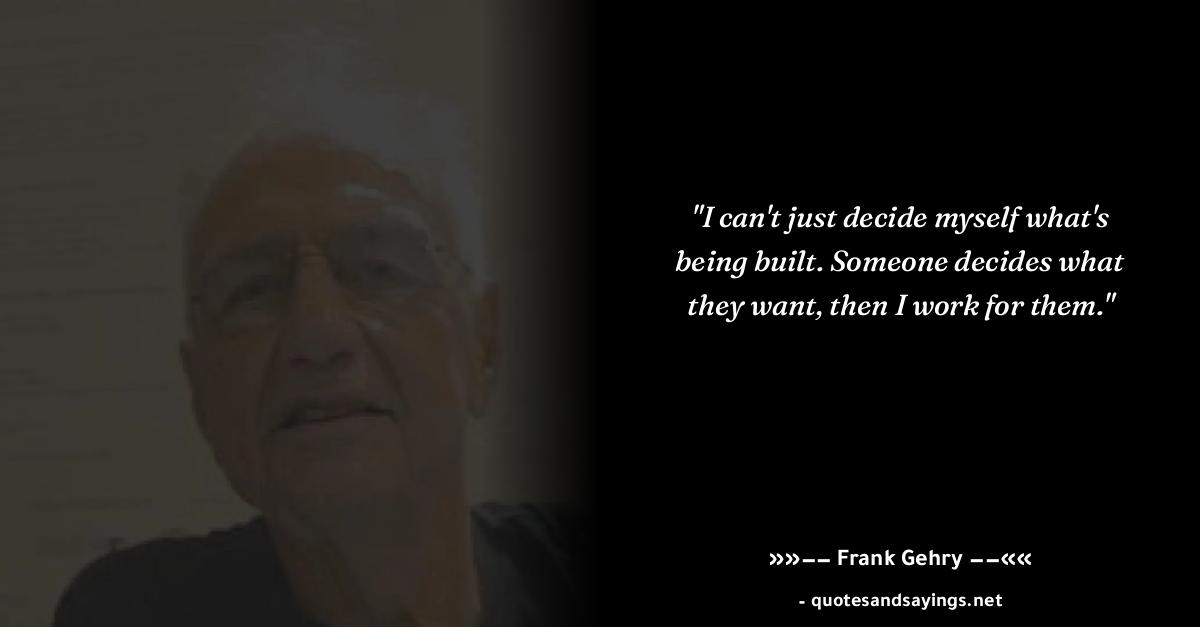 "I can't just decide myself what's
being built. Someone decides what
they want, then I work for them."
»»−− Frank Gehry −−««
- quotesandsayings.net